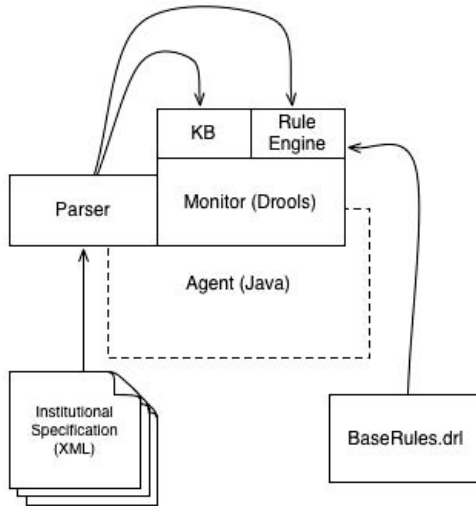 KB
Rule
Engine
Parser
Monitor (Drools)
Agent (Java)
Institutional
Specification
(XML)
BaseRules.drl